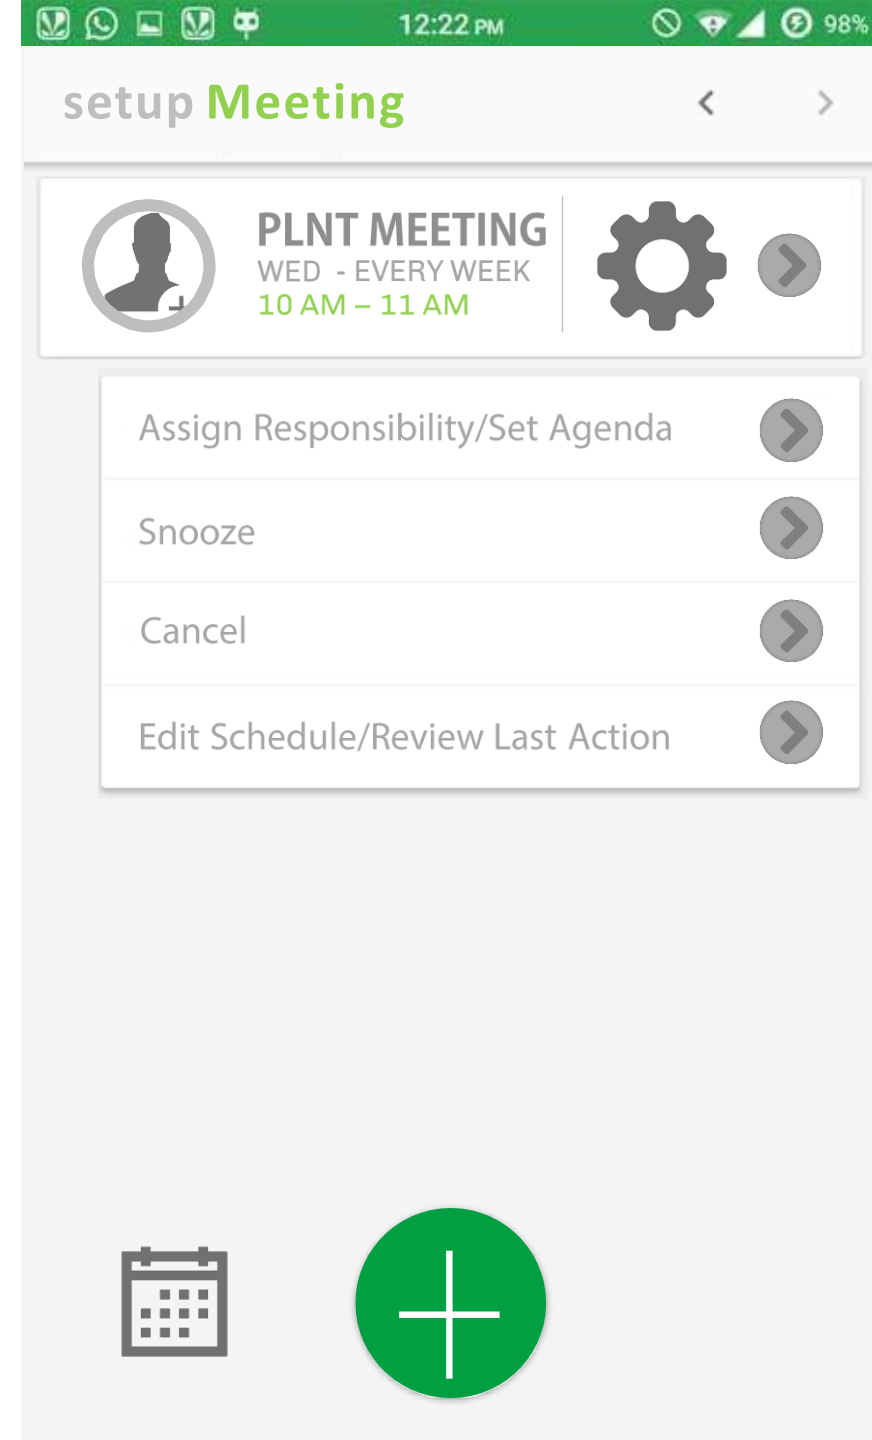 12:22 PM 98%
setup Meeting
PLNT MEETING
WED - EVERY WEEK
10 AM – 11 AM
Assign Responsibility/Set Agenda
Snooze
Cancel
Edit Schedule/Review Last Action